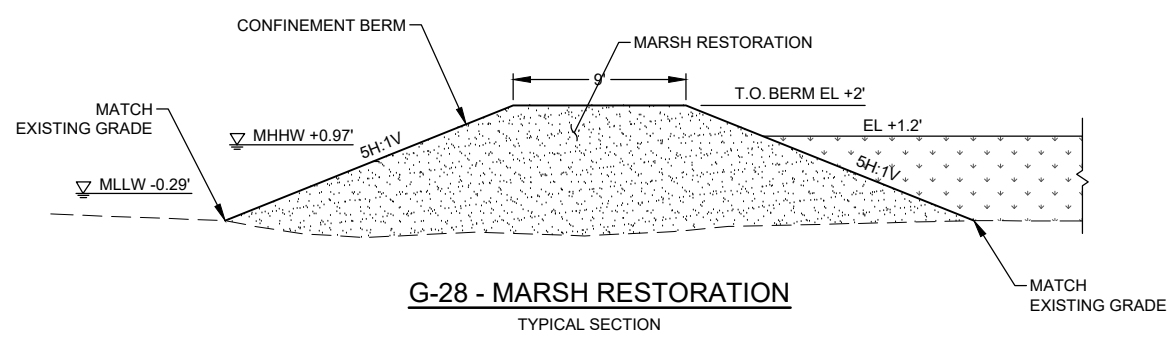 CONFINEMENT BERM
MARSH RESTORATION
9'
T.O. BERM EL +2'
MATCH
EXISTING GRADE
MHHW +0.97'
5H:1V
EL +1.2'
5H:1V
MLLW -0.29'
MATCH
EXISTING GRADE
G-28 - MARSH RESTORATION
TYPICAL SECTION